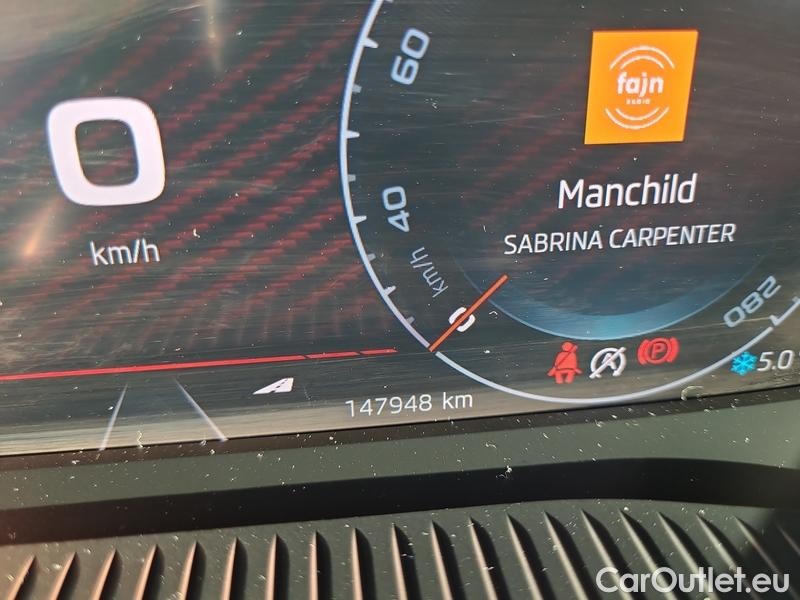 60
fajn
RADIO
0
Manchild
40
SABRINA CARPENTER
km/h
km/h
0
280
P
5.0
147948 km
CarOutlet.eu